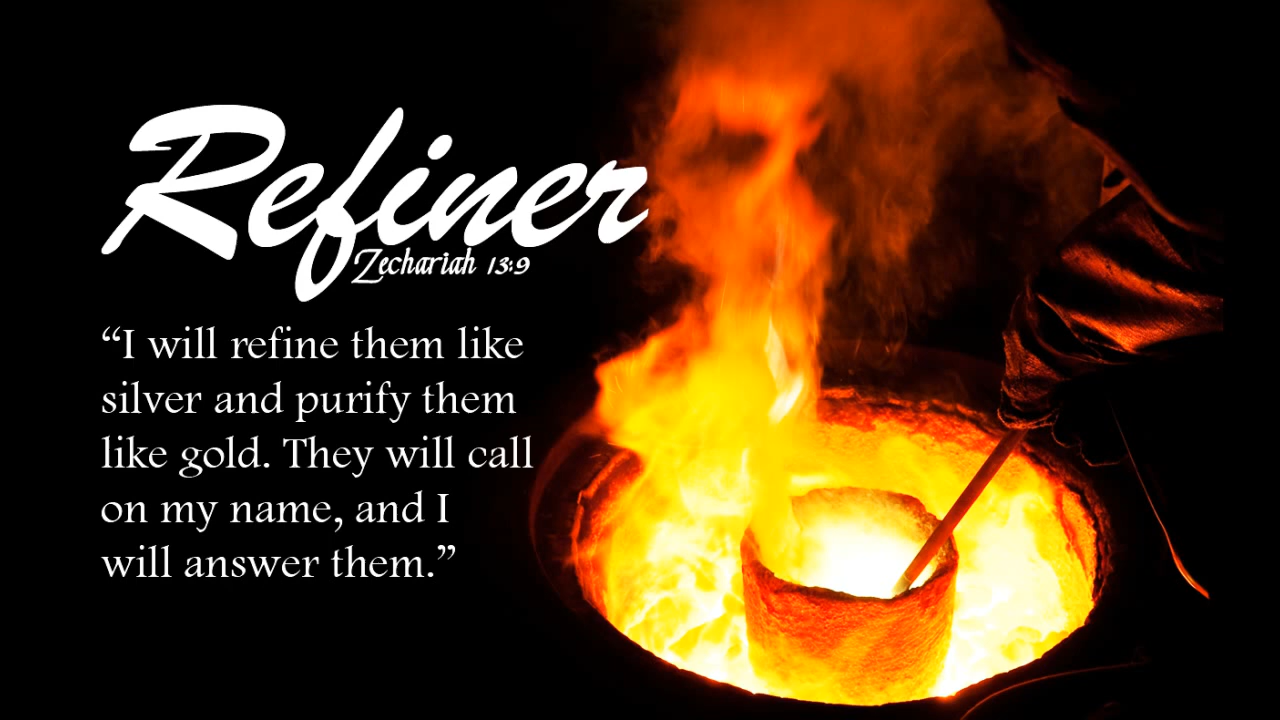 Refiner
Zechariah 13:9
“I will refine them like
silver and purify them
like gold. They will call
on my name, and I
will answer them.”